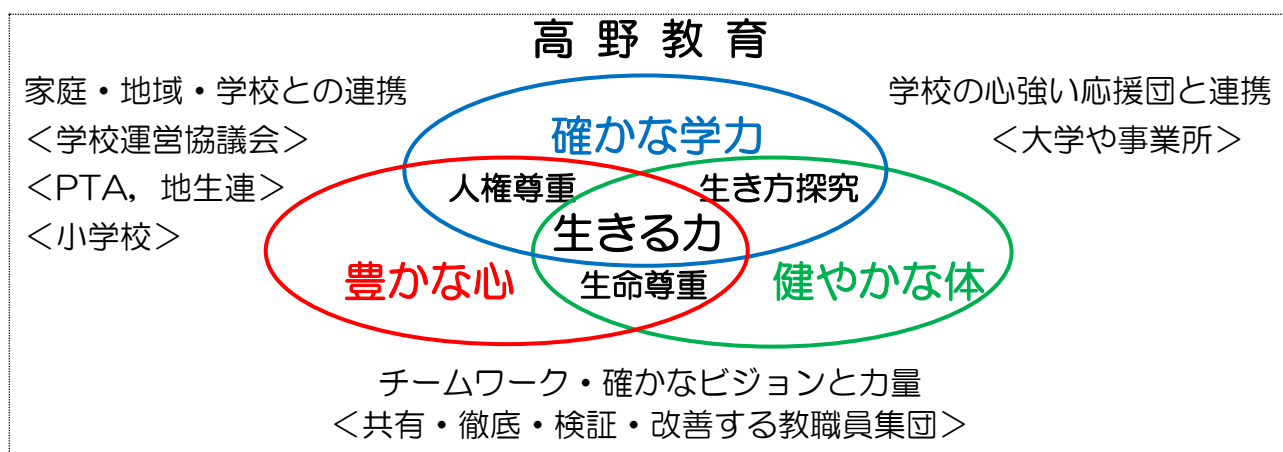 高野教育
家庭・地域・学校との連携
＜学校運営協議会＞
＜PTA，地生連＞
＜小学校＞
学校の心強い応援団と連携
＜大学や事業所＞
確かな学力
人権尊重
生き方探究
生きる力
豊かな心
生命尊重
健やかな体
チームワーク・確かなビジョンと力量
＜共有・徹底・検証・改善する教職員集団＞